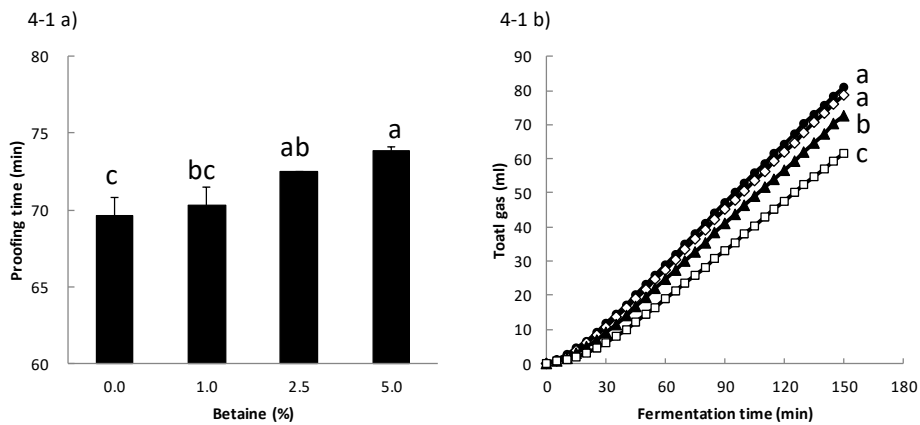 4-1 a)
80
75
70
65
60
Proofing time (min)
c
bc
ab
a
0.0
1.0
2.5
5.0
Betaine (%)
4-1 b)
90
80
70
60
50
40
30
20
10
0
Toatl gas (ml)
a
a
b
c
0
30
60
90
120
150
180
Fermentation time (min)